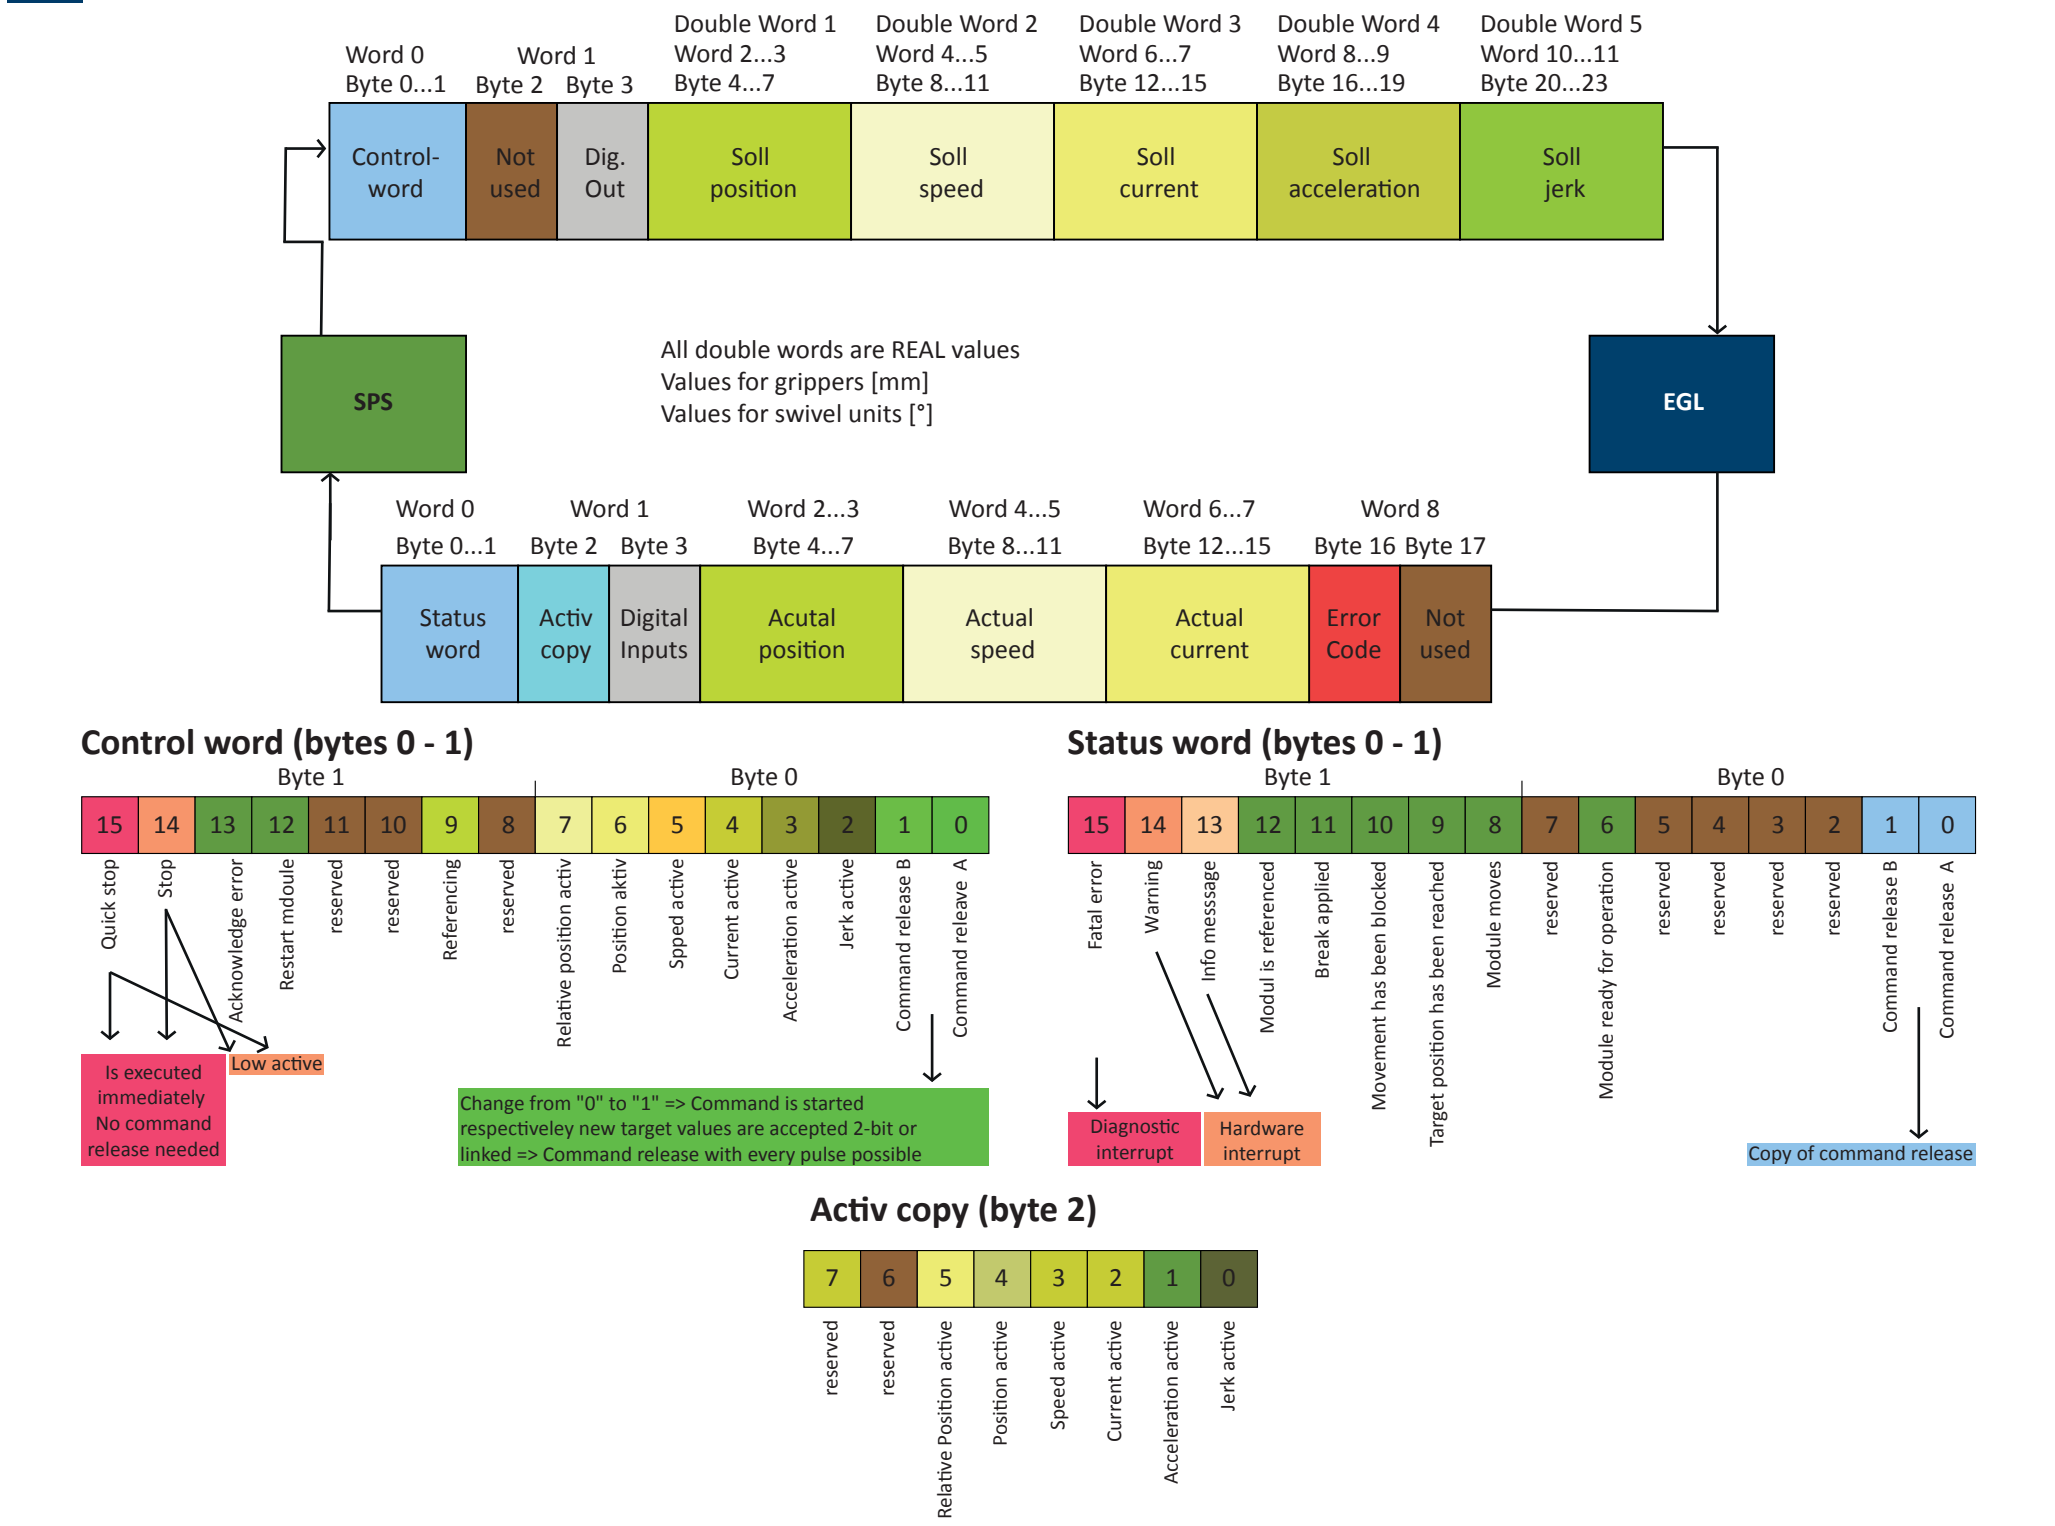 Double Word 1
Double Word 2
Double Word 3
Double Word 4
Double Word 5
Word 0
Word 1
Word 2...3
Word 4...5
Word 6...7
Word 8...9
Word 10...11
Byte 0...1
Byte 2
Byte 3
Byte 4...7
Byte 8...11
Byte 12...15
Byte 16...19
Byte 20...23
Control-
word
Not
used
Dig.
Out
Soll
position
Soll
speed
Soll
current
Soll
acceleration
Soll
jerk
All double words are REAL values
Values for grippers [mm]
Values for swivel units [°]
SPS
EGL
Word 0
Word 1
Word 2...3
Word 4...5
Word 6...7
Word 8
Byte 0...1
Byte 2
Byte 3
Byte 4...7
Byte 8...11
Byte 12...15
Byte 16
Byte 17
Status
word
Activ
copy
Digital
Inputs
Acutal
position
Actual
speed
Actual
current
Error
Code
Not
used
Control word (bytes 0 - 1)
Byte 1
Byte 0
15 14 13 12 11 10 9 8 7 6 5 4 3 2 1 0
Quick stop
Stop
Acknowledge error
Restart mdoule
reserved
reserved
Referencing
reserved
Relative position activ
Position aktiv
Spped active
Current active
Acceleration active
Jerk active
Command release B
Command releave A
Is executed
immediately
No command
release needed
Low active
Change from "0" to "1" => Command is started
respectiveley new target values are accepted 2-bit or
linked => Command release with every pulse possible
Status word (bytes 0 - 1)
Byte 1
Byte 0
15 14 13 12 11 10 9 8 7 6 5 4 3 2 1 0
Fatal error
Warning
Info messsage
Modul is referenced
Break applied
Movement has been blocked
Target position has been reached
Module moves
reserved
Module ready for operation
reserved
reserved
reserved
reserved
Command release B
Command release A
Diagnostic
interrupt
Hardware
interrupt
Copy of command release
Activ copy (byte 2)
7 6 5 4 3 2 1 0
reserved
reserved
Relative Position active
Position active
Speed active
Current active
Acceleration active
Jerk active